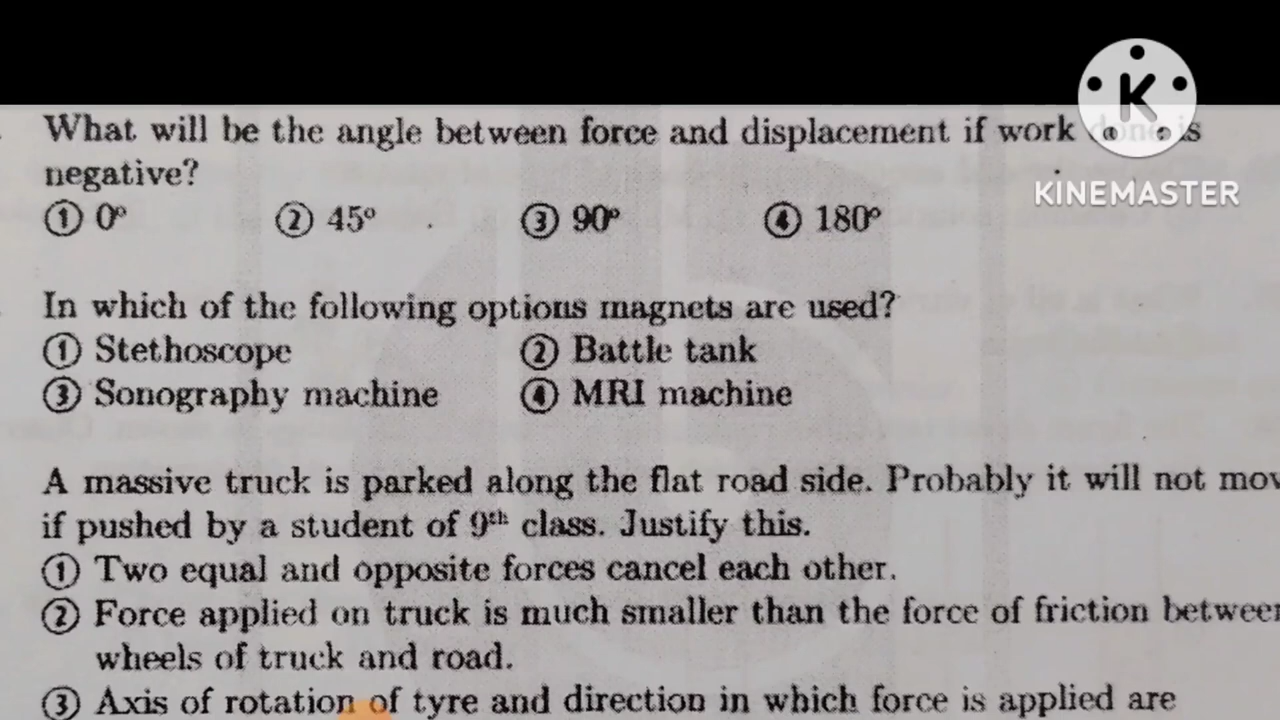 What will be the angle between force and displacement if work done is
negative?
① 0° ② 45° ③ 90° ④ 180°
In which of the following options magnets are used?
① Stethoscope ② Battle tank
③ Sonography machine ④ MRI machine
A massive truck is parked along the flat road side. Probably it will not mov
if pushed by a student of 9th class. Justify this.
① Two equal and opposite forces cancel each other.
② Force applied on truck is much smaller than the force of friction between
wheels of truck and road.
③ Axis of rotation of tyre and direction in which force is applied are
K
KINEMASTER